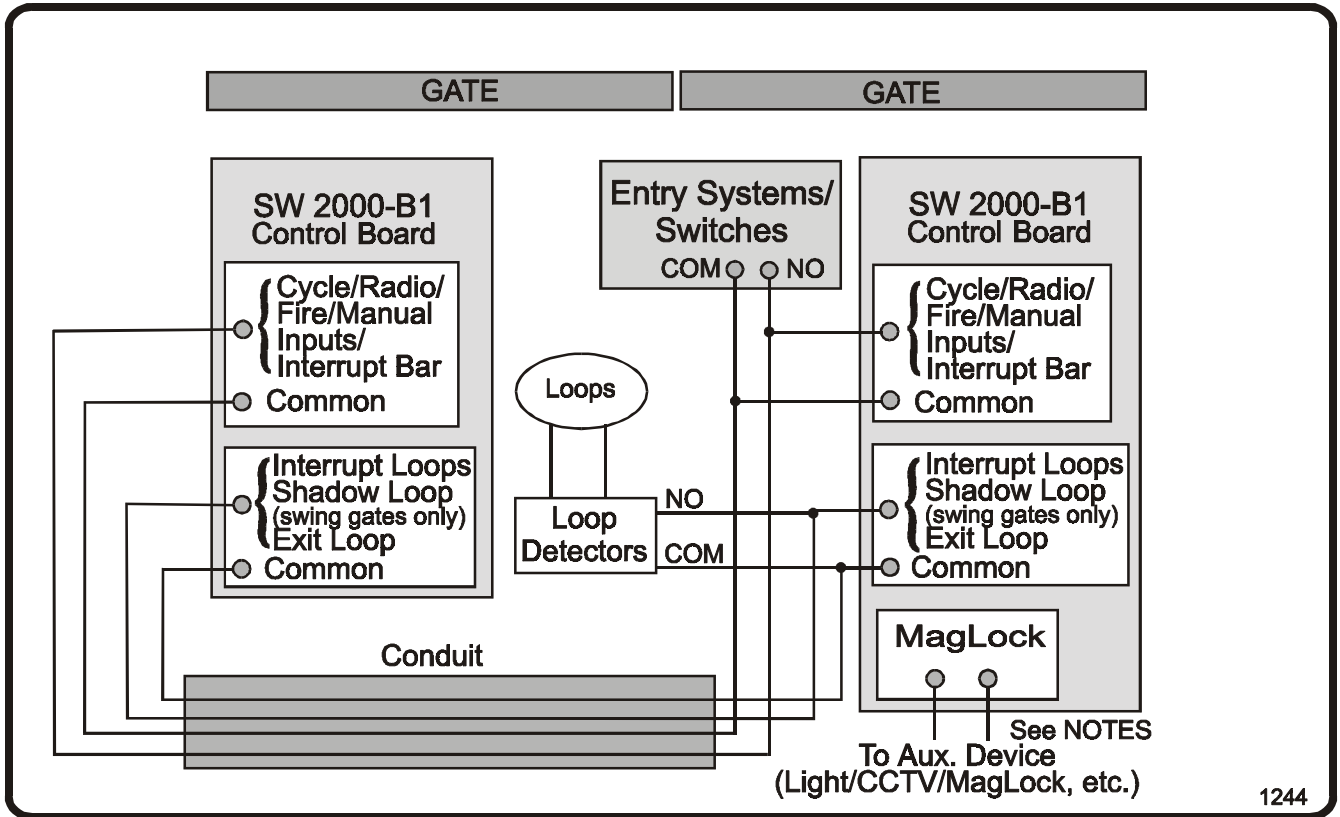 GATE
GATE
SW 2000-B1
Control Board
Cycle/Radio/
Fire/Manual
Inputs/
Interrupt Bar
Common
Interrupt Loops
Shadow Loop
(swing gates only)
Exit Loop
Common
Entry Systems/
Switches
COM
NO
Loops
Loop
Detectors
NO
COM
SW 2000-B1
Control Board
Cycle/Radio/
Fire/Manual
Inputs/
Interrupt Bar
Common
Interrupt Loops
Shadow Loop
(swing gates only)
Exit Loop
Common
MagLock
Conduit
See NOTES
To Aux. Device
(Light/CCTV/MagLock, etc.)
1244